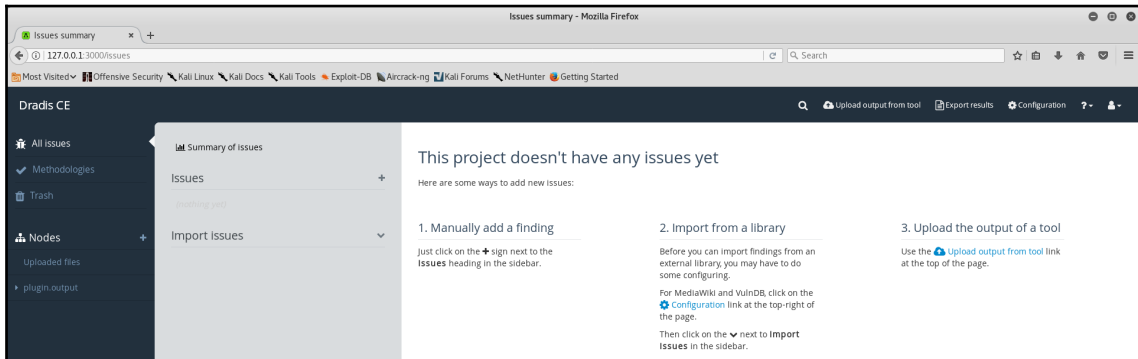 Issues summary - Mozilla Firefox
Issues summary × +
127.0.0.1:3000/issues
Search
Most Visited Offensive Security Kali Linux Kali Docs Kali Tools Exploit-DB Aircrack-ng Kali Forums NetHunter Getting Started
Dradis CE
Upload output from tool Export results Configuration ?
All issues
Methodologies
Trash
Nodes +
Uploaded files
plugin.output
Summary of issues
Issues +
Import issues
This project doesn't have any issues yet
Here are some ways to add new issues:
1. Manually add a finding
Just click on the + sign next to the
Issues heading in the sidebar.
2. Import from a library
Before you can import findings from an
external library, you may have to do
some configuring.
For MediaWiki and VulnDB, click on the
Configuration link at the top-right of
the page.
Then click on the next to Import
Issues in the sidebar.
3. Upload the output of a tool
Use the Upload output from tool link
at the top of the page.